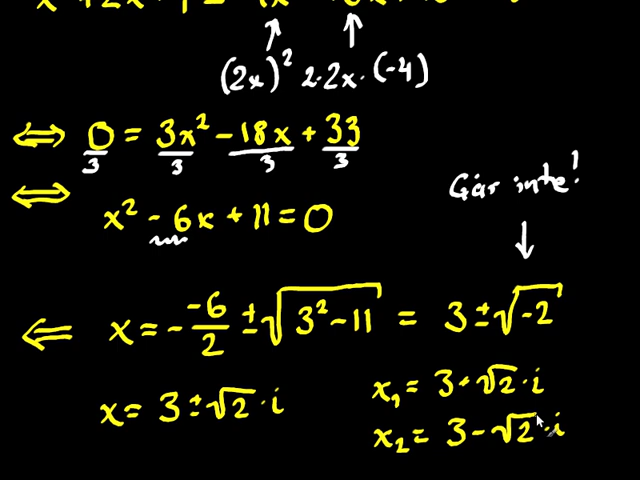 (2x)² 2·2x·(-4)
⇔ 0/3 = 3x²/3 - 18x/3 + 33/3
Går inte!
⇔
x² - 6x + 11 = 0
⇐ x = - -6/2 ± √(3² - 11) = 3 ± √-2
x = 3 ± √2 · i
x₁ = 3 + √2 · i
x₂ = 3 - √2 · i